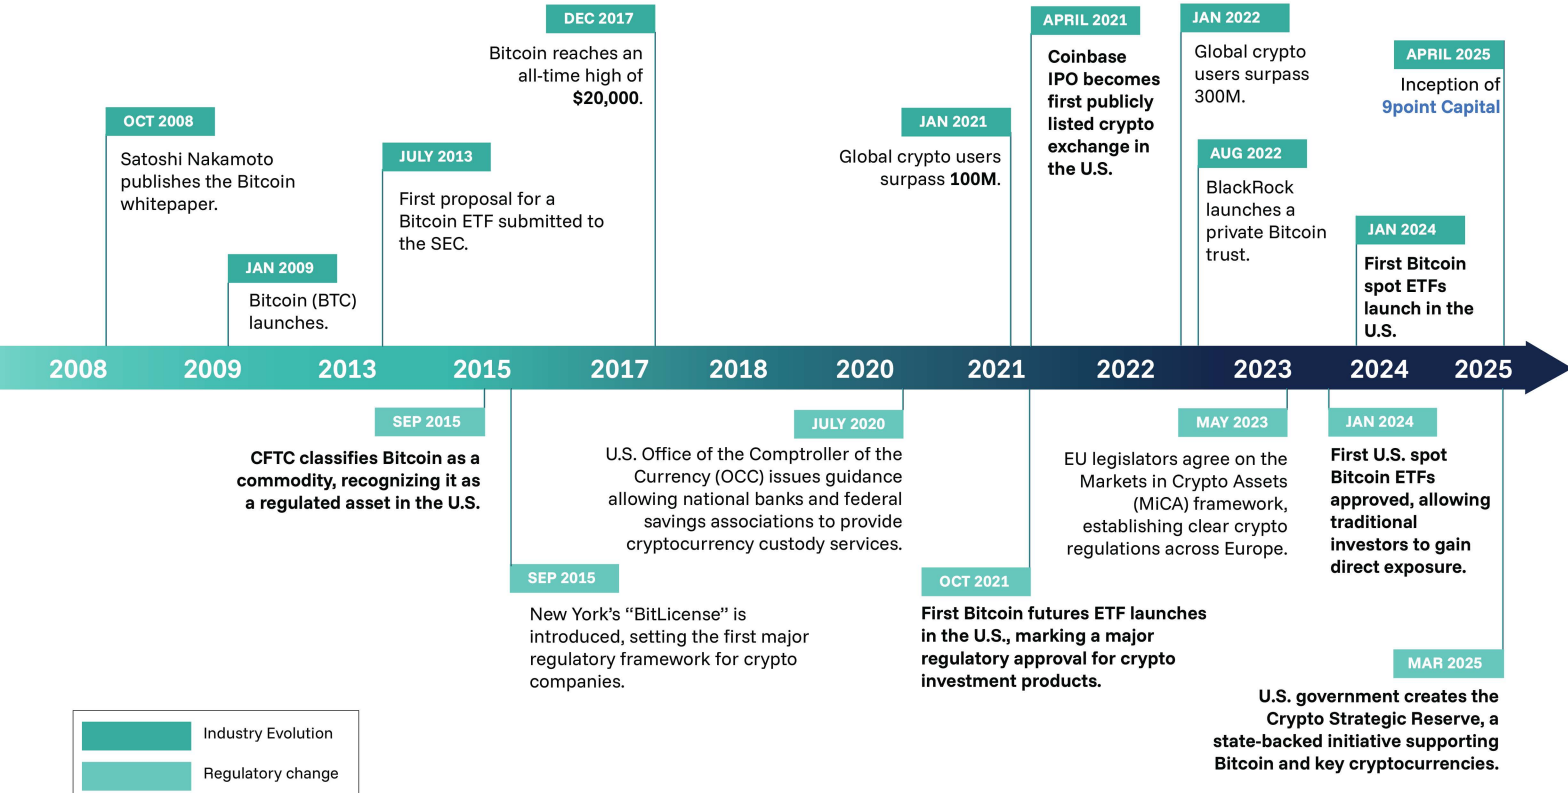 DEC 2017
Bitcoin reaches an
all-time high of
$20,000.
APRIL 2021
Coinbase
IPO becomes
first publicly
listed crypto
exchange in
the U.S.
JAN 2022
Global crypto
users surpass
300M.
APRIL 2025
Inception of
9point Capital
OCT 2008
Satoshi Nakamoto
publishes the Bitcoin
whitepaper.
JULY 2013
First proposal for a
Bitcoin ETF submitted to
the SEC.
JAN 2021
Global crypto users
surpass 100M.
AUG 2022
BlackRock
launches a
private Bitcoin
trust.
JAN 2024
First Bitcoin
spot ETFs
launch in the
U.S.
JAN 2009
Bitcoin (BTC)
launches.
2008 2009 2013 2015 2017 2018 2020 2021 2022 2023 2024 2025
SEP 2015
CFTC classifies Bitcoin as a
commodity, recognizing it as
a regulated asset in the U.S.
JULY 2020
U.S. Office of the Comptroller of the
Currency (OCC) issues guidance
allowing national banks and federal
savings associations to provide
cryptocurrency custody services.
MAY 2023
EU legislators agree on the
Markets in Crypto Assets
(MiCA) framework,
establishing clear crypto
regulations across Europe.
JAN 2024
First U.S. spot
Bitcoin ETFs
approved, allowing
traditional
investors to gain
direct exposure.
SEP 2015
New York’s “BitLicense” is
introduced, setting the first major
regulatory framework for crypto
companies.
OCT 2021
First Bitcoin futures ETF launches
in the U.S., marking a major
regulatory approval for crypto
investment products.
MAR 2025
U.S. government creates the
Crypto Strategic Reserve, a
state-backed initiative supporting
Bitcoin and key cryptocurrencies.
Industry Evolution
Regulatory change